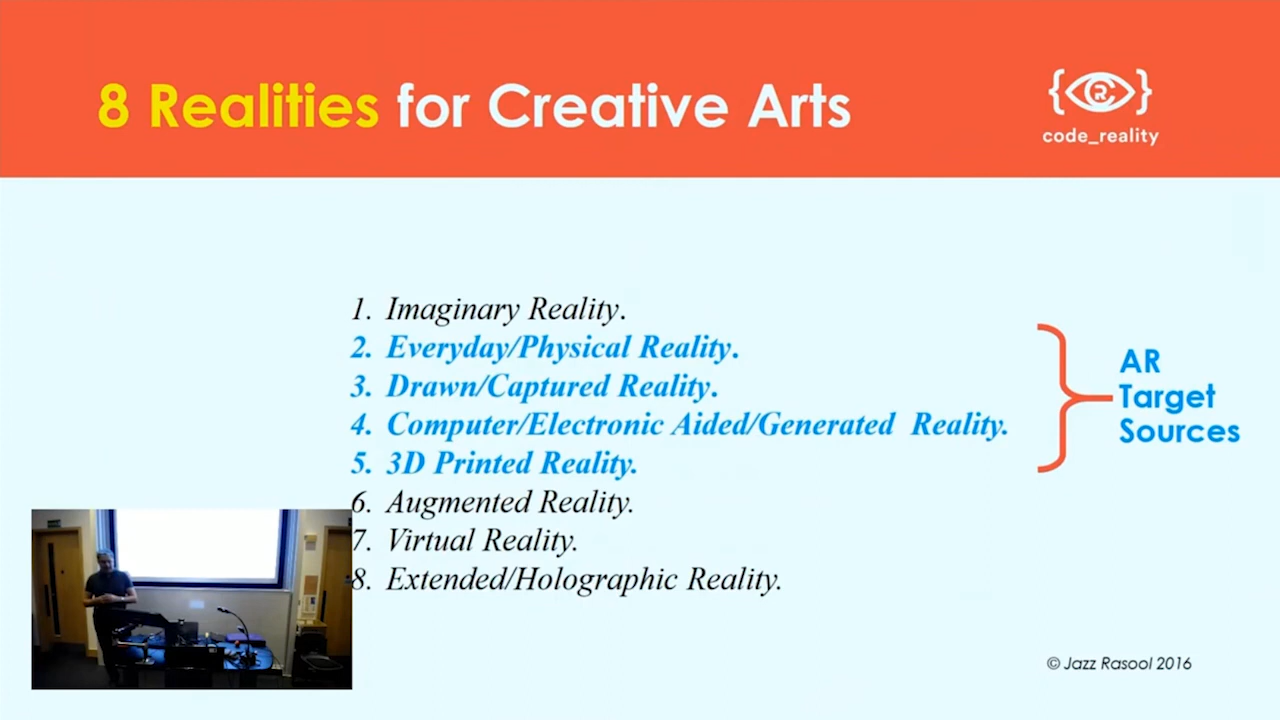 8 Realities for Creative Arts
code_reality
1. Imaginary Reality.
2. Everyday/Physical Reality.
3. Drawn/Captured Reality.
4. Computer/Electronic Aided/Generated Reality.
5. 3D Printed Reality.
6. Augmented Reality.
7. Virtual Reality.
8. Extended/Holographic Reality.
AR
Target
Sources
© Jazz Rasool 2016